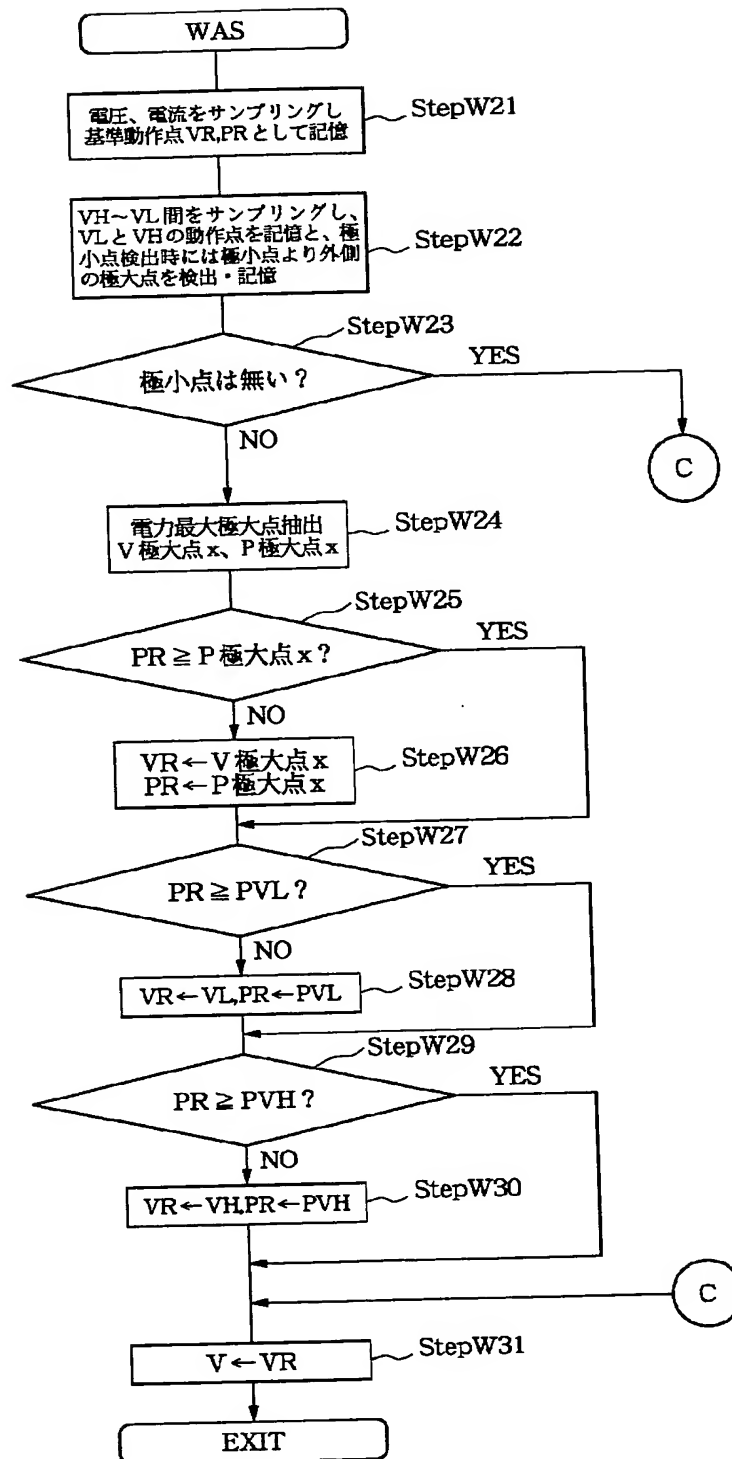 WAS
電圧、電流をサンプリングし
基準動作点VR,PRとして記憶
StepW21
VH～VL間をサンプリングし、
VLとVHの動作点を記憶と、極
小点検出時には極小点より外側
の極大点を検出・記憶
StepW22
StepW23
極小点は無い？
YES
NO
C
電力最大極大点抽出
V極大点x、P極大点x
StepW24
StepW25
PR≧P極大点x？
YES
NO
VR←V極大点x
PR←P極大点x
StepW26
StepW27
PR≧PVL？
YES
NO
VR←VL,PR←PVL
StepW28
StepW29
PR≧PVH？
YES
NO
VR←VH,PR←PVH
StepW30
C
V←VR
StepW31
EXIT